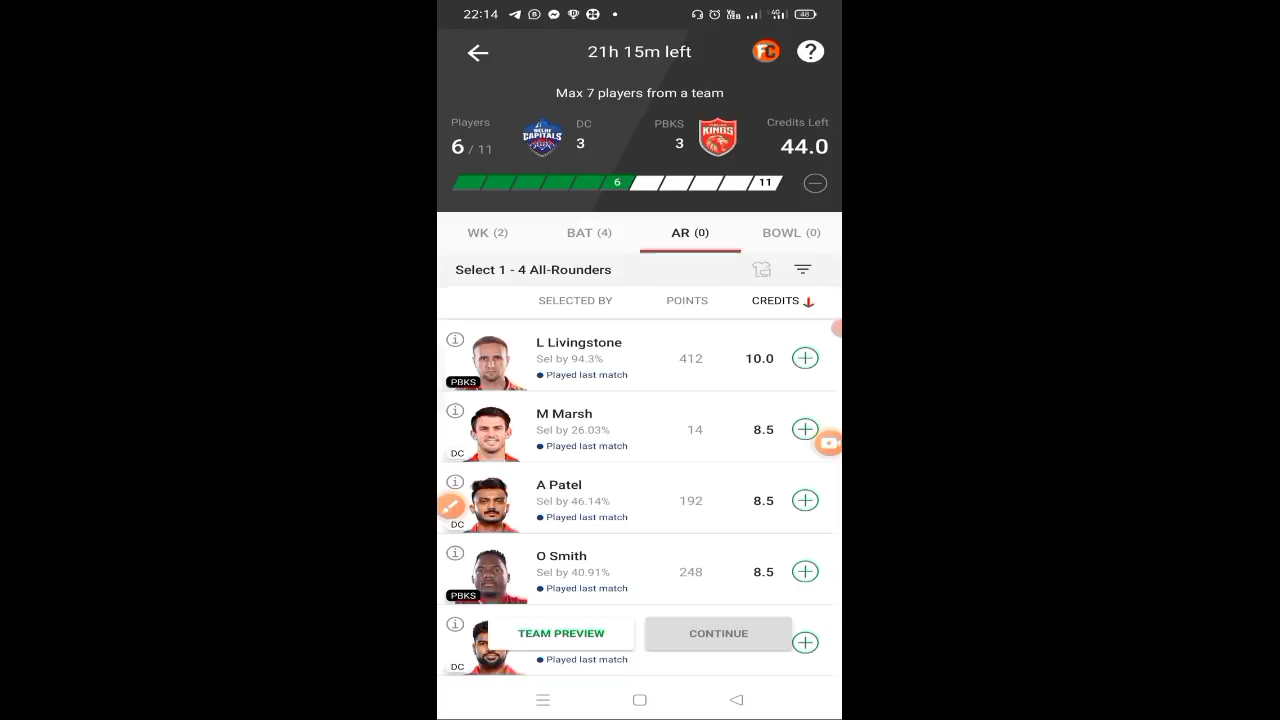 22:14 48
21h 15m left FC ?
Max 7 players from a team
Players DC PBKS Credits Left
6 / 11 DELHI CAPITALS 3 3 KINGS 44.0
6 11
WK (2) BAT (4) AR (0) BOWL (0)
Select 1 - 4 All-Rounders
SELECTED BY POINTS CREDITS
L Livingstone
Sel by 94.3% 412 10.0
Played last match
PBKS
M Marsh
Sel by 26.03% 14 8.5
Played last match
DC
A Patel
Sel by 46.14% 192 8.5
Played last match
DC
O Smith
Sel by 40.91% 248 8.5
Played last match
PBKS
TEAM PREVIEW CONTINUE
Played last match
DC